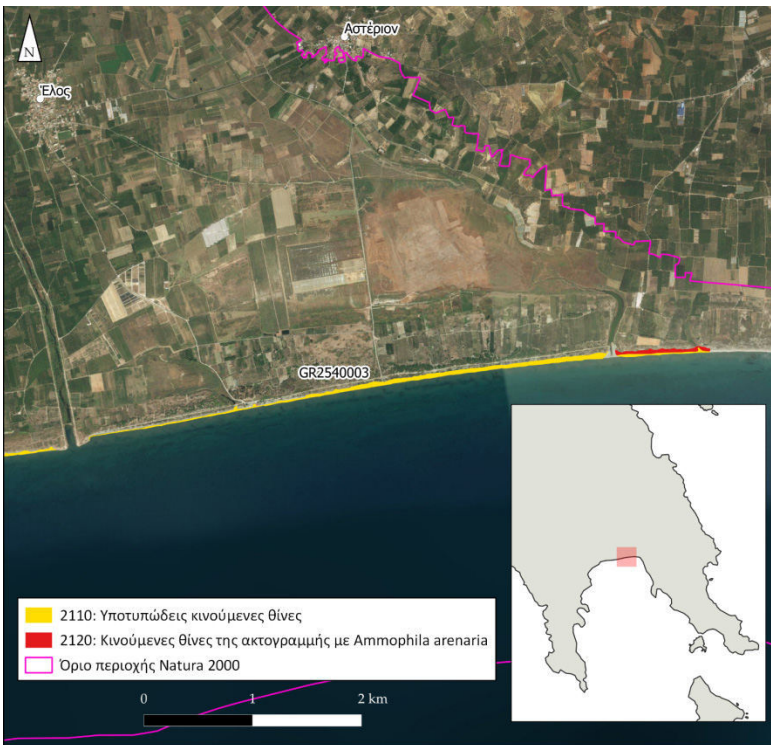 Αστέριον
N
Έλος
GR2540003
2110: Υποτυπώδεις κινούμενες θίνες
2120: Κινούμενες θίνες της ακτογραμμής με Ammophila arenaria
Όριο περιοχής Natura 2000
0 1 2 km